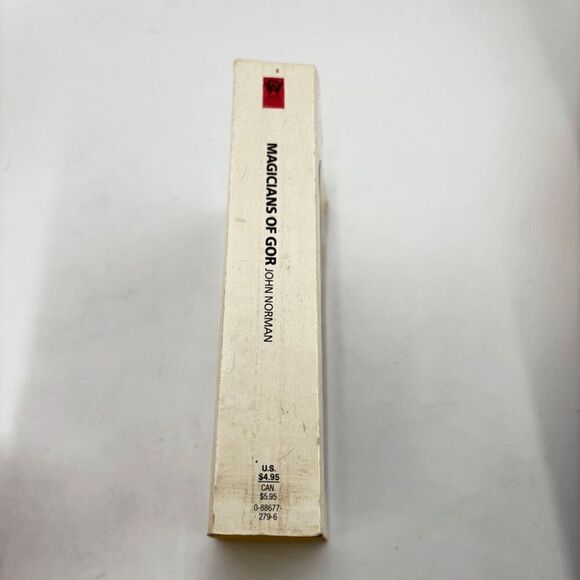 MAGICIANS OF GOR JOHN NORMAN
U.S.
$4.95
CAN.
$5.95
0-88677-
279-6